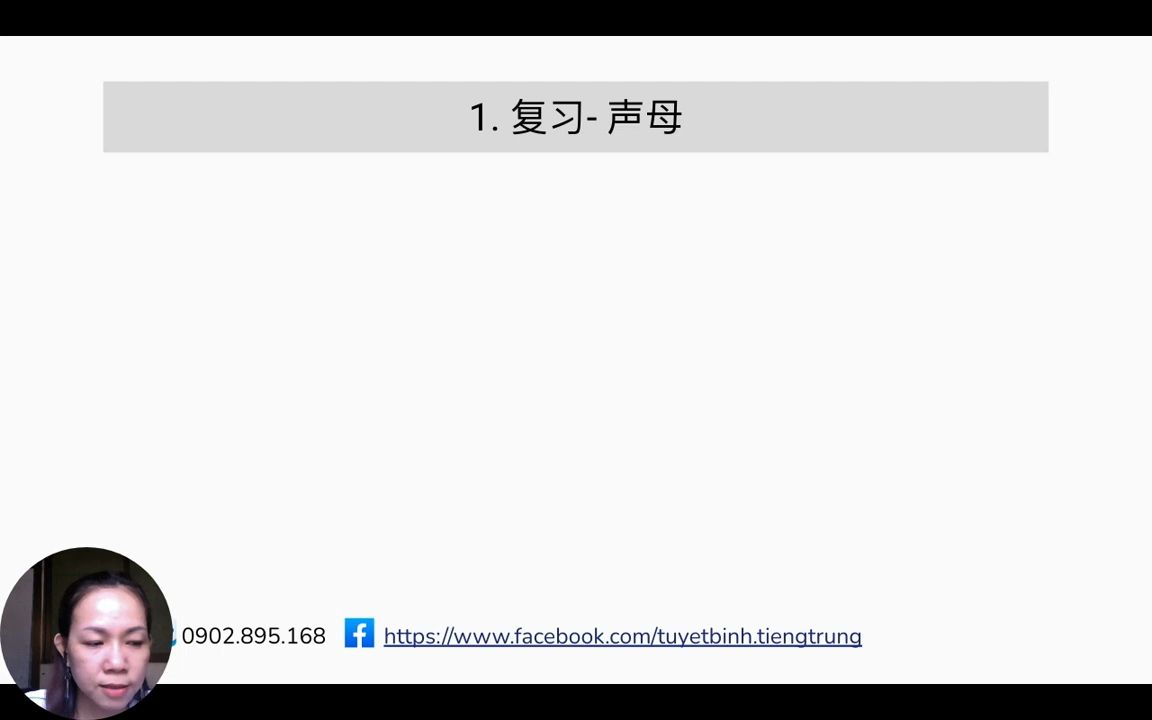 1. 复习- 声母
0902.895.168 https://www.facebook.com/tuyetbinh.tiengtrung